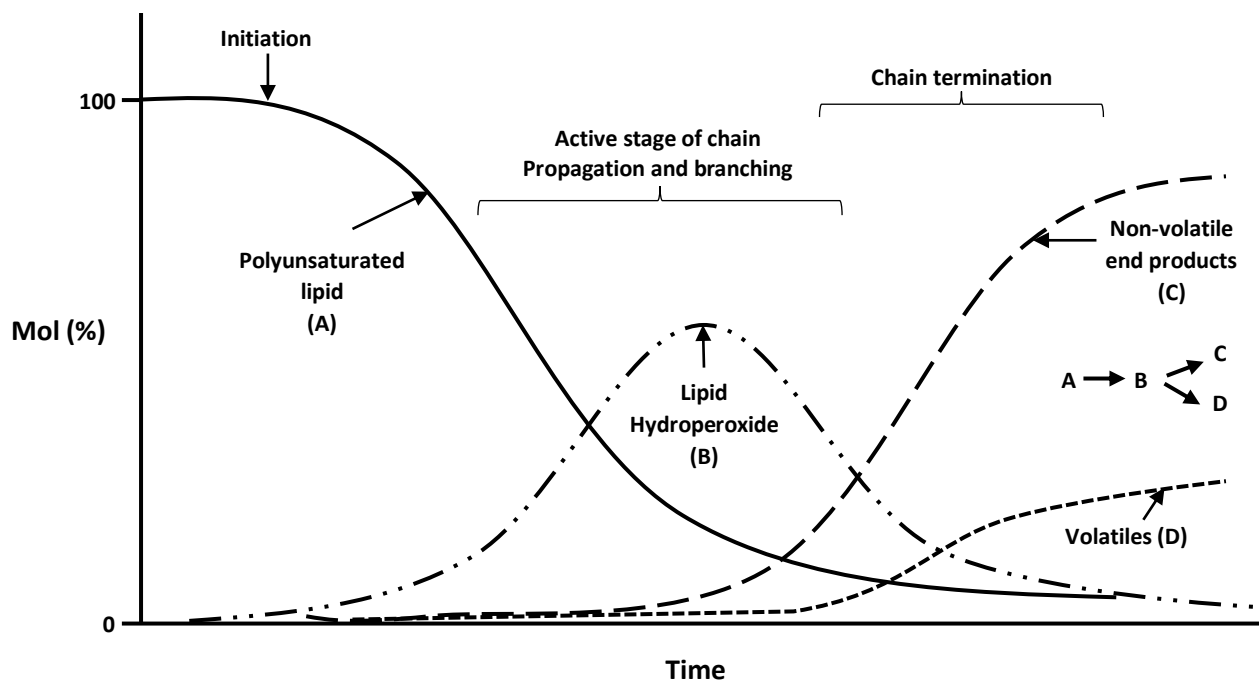 Initiation
100
Chain termination
Active stage of chain
Propagation and branching
Polyunsaturated
lipid
(A)
Non-volatile
end products
(C)
Mol (%)
Lipid
Hydroperoxide
(B)
A
B
C
D
Volatiles (D)
0
Time